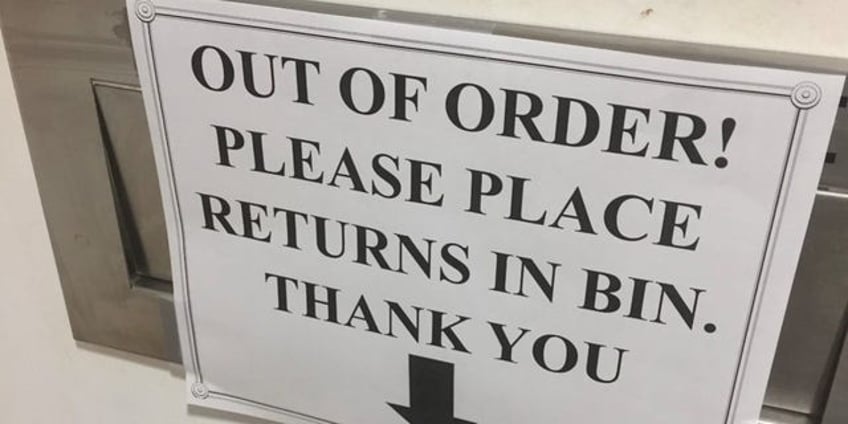 OUT OF ORDER!
PLEASE PLACE
RETURNS IN BIN.
THANK YOU